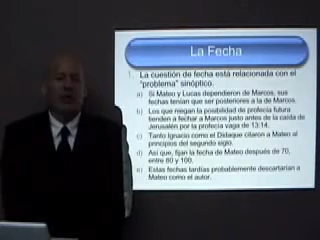 La Fecha
1. La cuestión de fecha está relacionada con el
"problema" sinóptico.
a) Si Mateo y Lucas dependieron de Marcos, sus
fechas tenían que ser posteriores a la de Marcos.
b) Los que niegan la posibilidad de profecía futura
tienden a fechar a Marcos justo antes de la caída de
Jerusalén por la profecía vaga de 13:14.
c) Tanto Ignacio como el Didaque citaron a Mateo al
principios del segundo siglo.
d) Así que, fijan la fecha de Mateo después de 70,
entre 80 y 100.
e) Estas fechas tardías probablemente descartarían a
Mateo como el autor.